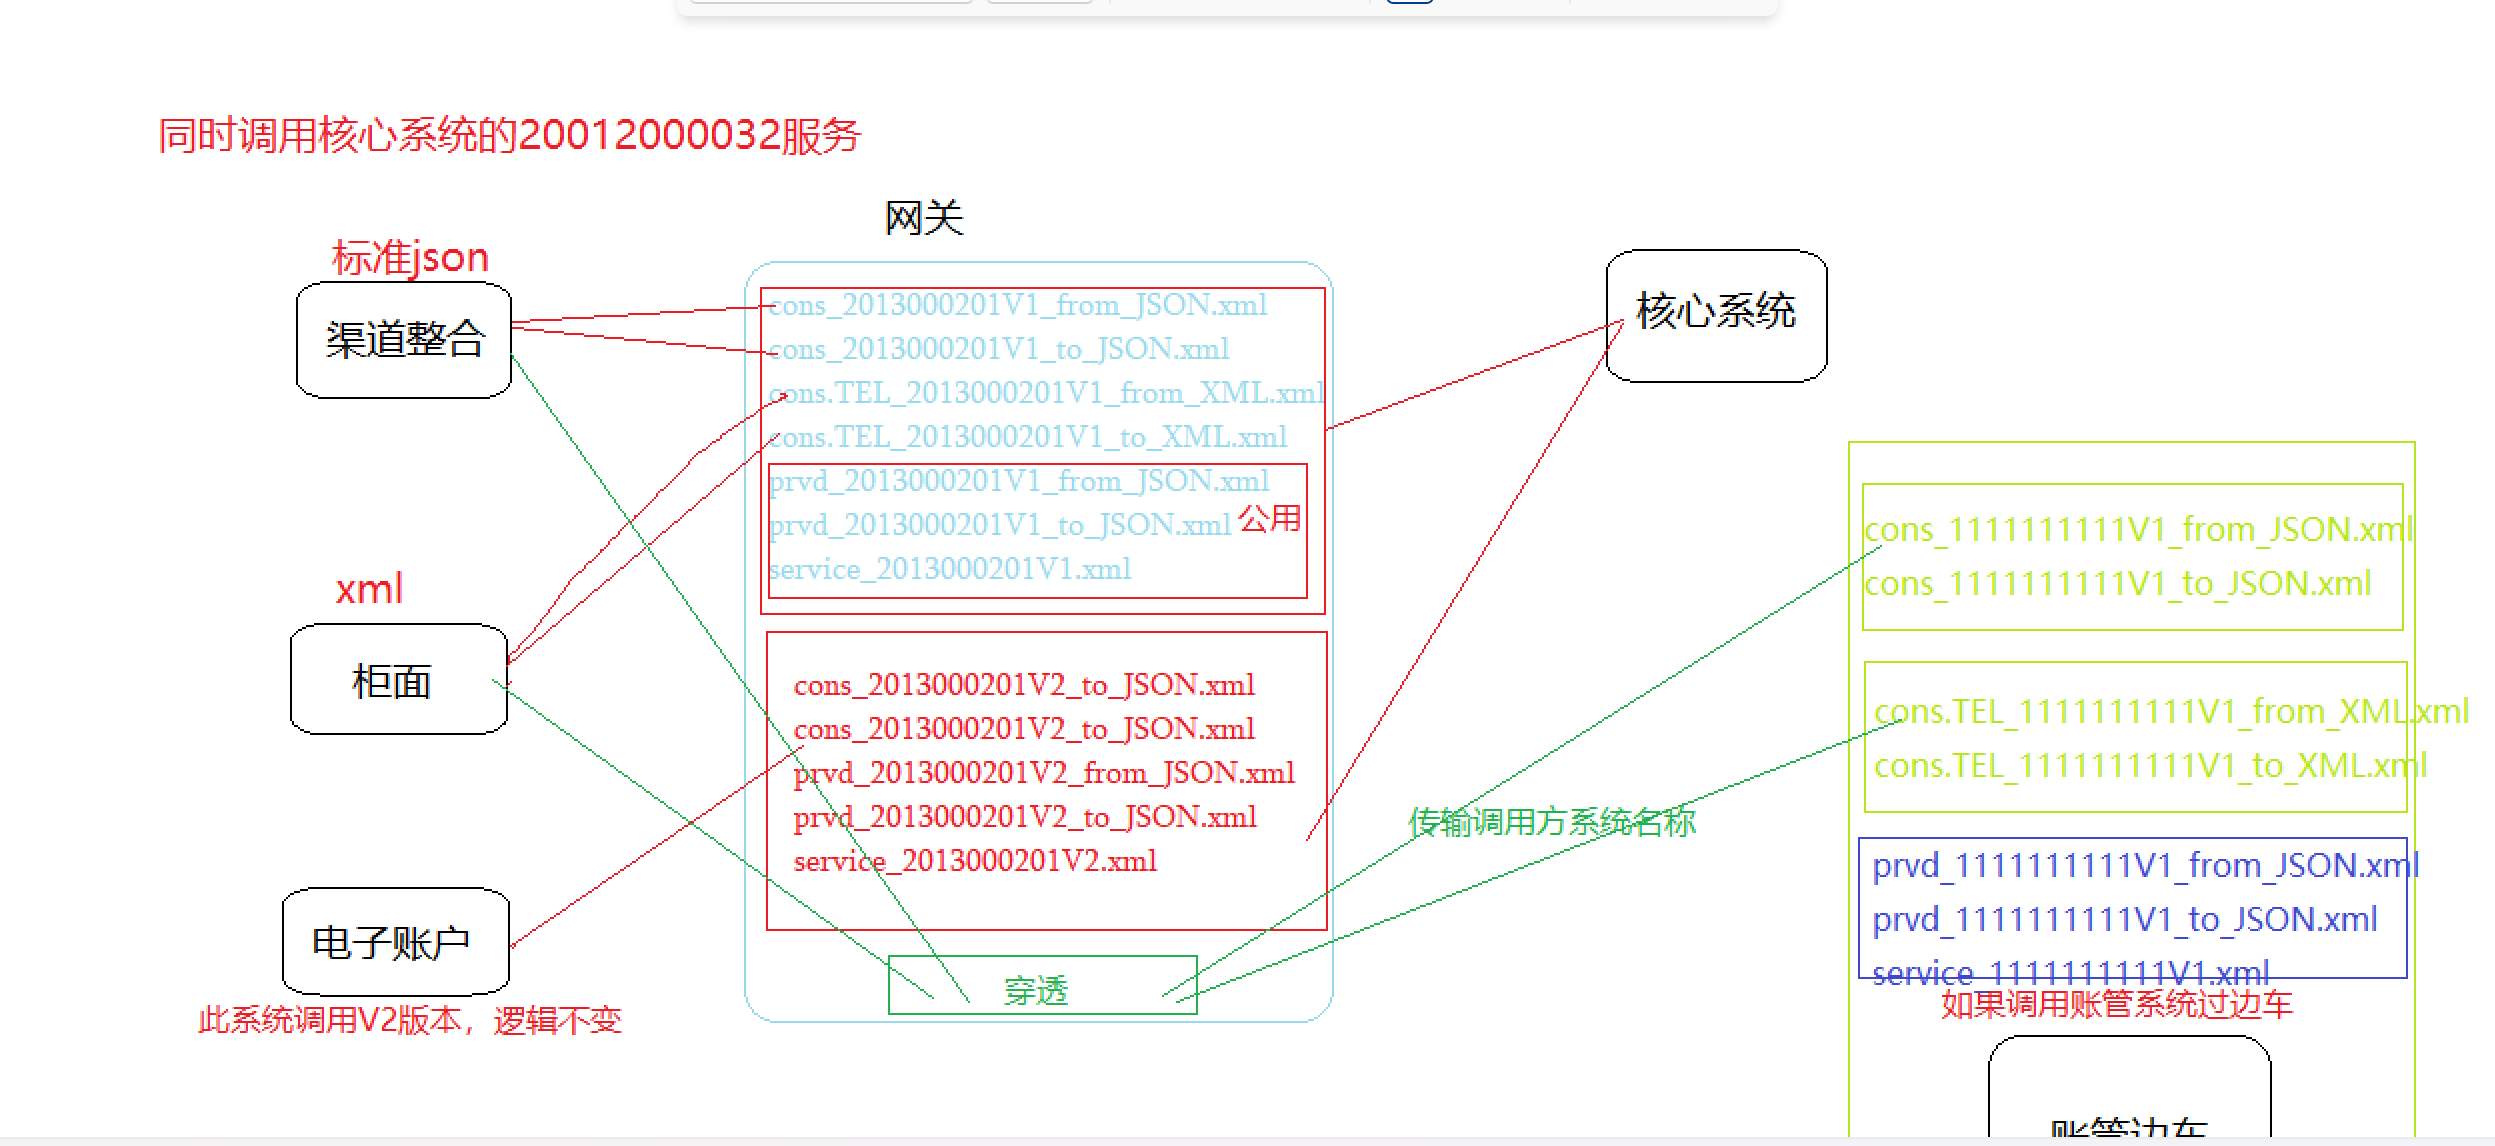 同时调用核心系统的20012000032服务
网关
标准json
渠道整合
xml
柜面
电子账户
此系统调用V2版本，逻辑不变
cons_2013000201V1_from_JSON.xml
cons_2013000201V1_to_JSON.xml
cons.TEL_2013000201V1_from_XML.xml
cons.TEL_2013000201V1_to_XML.xml
prvd_2013000201V1_from_JSON.xml
prvd_2013000201V1_to_JSON.xml
公用
service_2013000201V1.xml
cons_2013000201V2_to_JSON.xml
cons_2013000201V2_to_JSON.xml
prvd_2013000201V2_from_JSON.xml
prvd_2013000201V2_to_JSON.xml
service_2013000201V2.xml
穿透
核心系统
传输调用方系统名称
cons_1111111111V1_from_JSON.xml
cons_1111111111V1_to_JSON.xml
cons.TEL_1111111111V1_from_XML.xml
cons.TEL_1111111111V1_to_XML.xml
prvd_1111111111V1_from_JSON.xml
prvd_1111111111V1_to_JSON.xml
service_1111111111V1.xml
如果调用账管系统过边车
账管边车